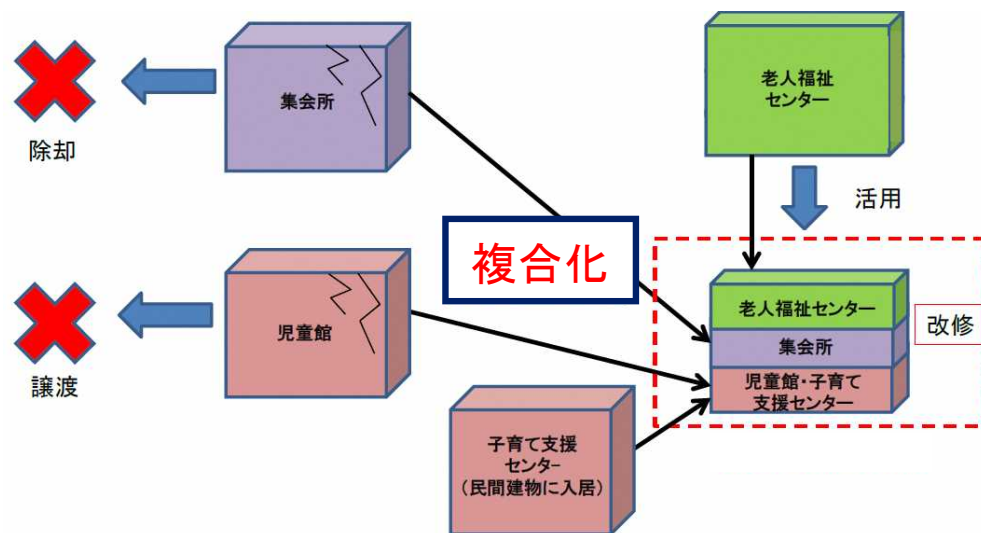 集会所
除却
老人福祉
センター
活用
複合化
児童館
譲渡
老人福祉センター
集会所
児童館・子育て
支援センター
改修
子育て支援
センター
（民間建物に入居）